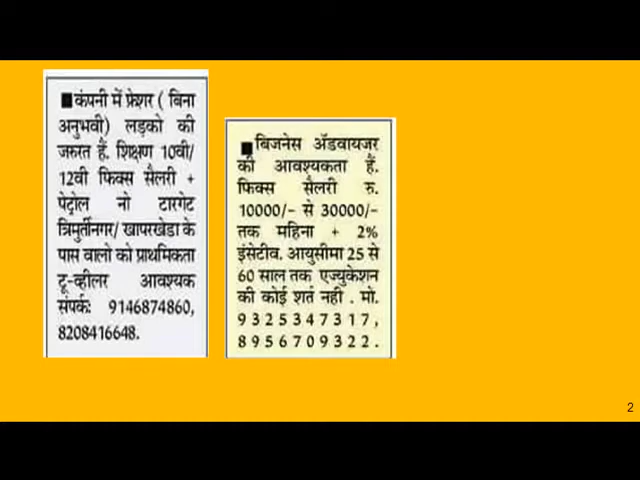 ■कंपनी में फ्रेशर ( बिना
अनुभवी) लड़को की
जरुरत हैं. शिक्षण 10वी/
12वी फिक्स सैलरी +
पेट्रोल नो टारगेट
त्रिमुर्तीनगर/ खापरखेडा के
पास वालो को प्राथमिकता
टू-व्हीलर आवश्यक
संपर्क: 9146874860,
8208416648.
■बिजनेस अ‍ॅडवायजर
की आवश्यकता हैं.
फिक्स सैलरी रु.
10000/- से 30000/-
तक महिना + 2%
इंसेटीव. आयुसीमा 25 से
60 साल तक एज्युकेशन
की कोई शर्त नही . मो.
9325347317,
8956709322.
2